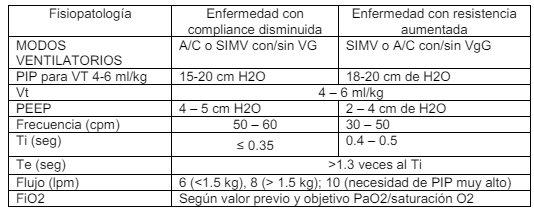 Fisiopatología Enfermedad con compliance disminuida Enfermedad con resistencia aumentada
MODOS VENTILATORIOS A/C o SIMV con/sin VG SIMV o A/C con/sin VgG
PIP para VT 4-6 ml/kg 15-20 cm H2O 18-20 cm de H2O
Vt 4 – 6 ml/kg
PEEP 4 – 5 cm H2O 2 – 4 cm de H2O
Frecuencia (cpm) 50 – 60 30 – 50
Ti (seg) ≤ 0.35 0.4 – 0.5
Te (seg) >1.3 veces al Ti
Flujo (lpm) 6 (<1.5 kg), 8 (> 1.5 kg); 10 (necesidad de PIP muy alto)
FiO2 Según valor previo y objetivo PaO2/saturación O2